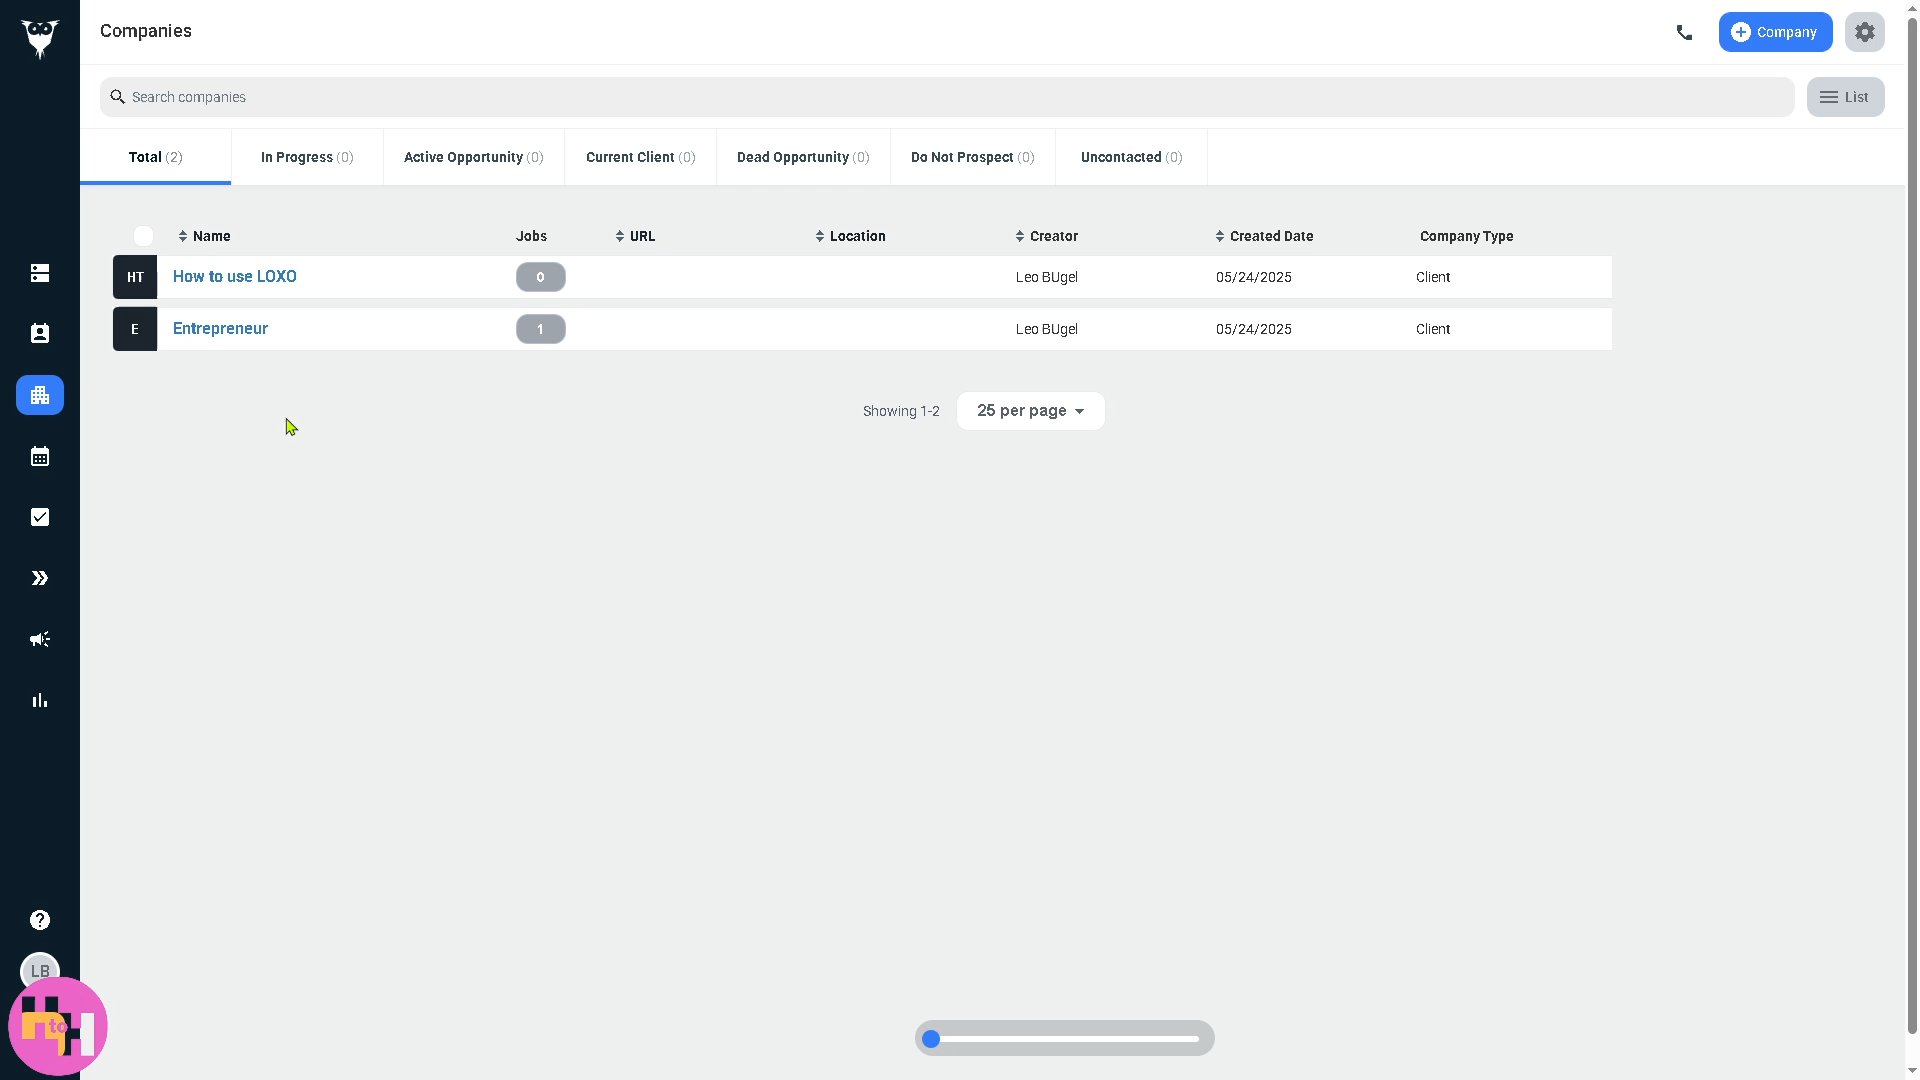 Companies
Company
Search companies
List
Total (2)
In Progress (0)
Active Opportunity (0)
Current Client (0)
Dead Opportunity (0)
Do Not Prospect (0)
Uncontacted (0)
Name Jobs URL Location Creator Created Date Company Type
HT How to use LOXO 0 Leo BUgel 05/24/2025 Client
E Entrepreneur 1 Leo BUgel 05/24/2025 Client
Showing 1-2 25 per page
?
LB
H to H